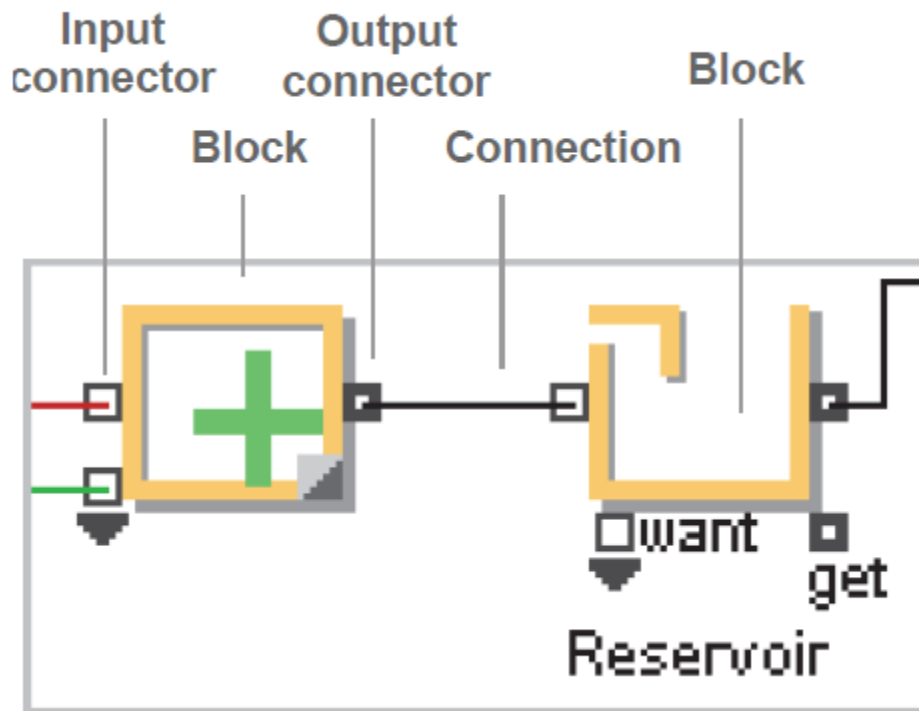 Input
connector
Output
connector
Block
Block
Connection
want
get
Reservoir